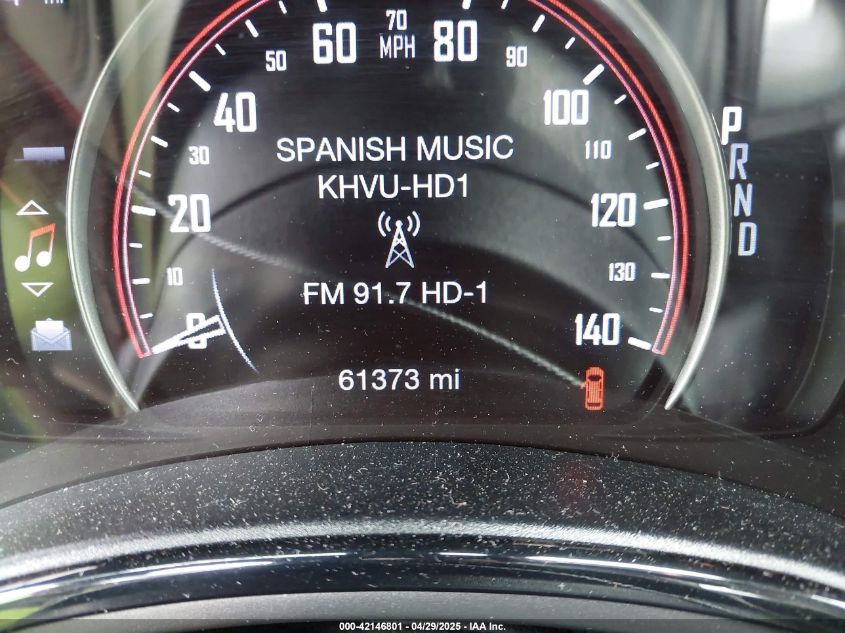 70
60 MPH 80
50 90
40 100
SPANISH MUSIC
30 110
KHVU-HD1
20 120
10 130
FM 91.7 HD-1
0 140
61373 mi
P
R
N
D
000-42146801 - 04/29/2025 - IAA Inc.